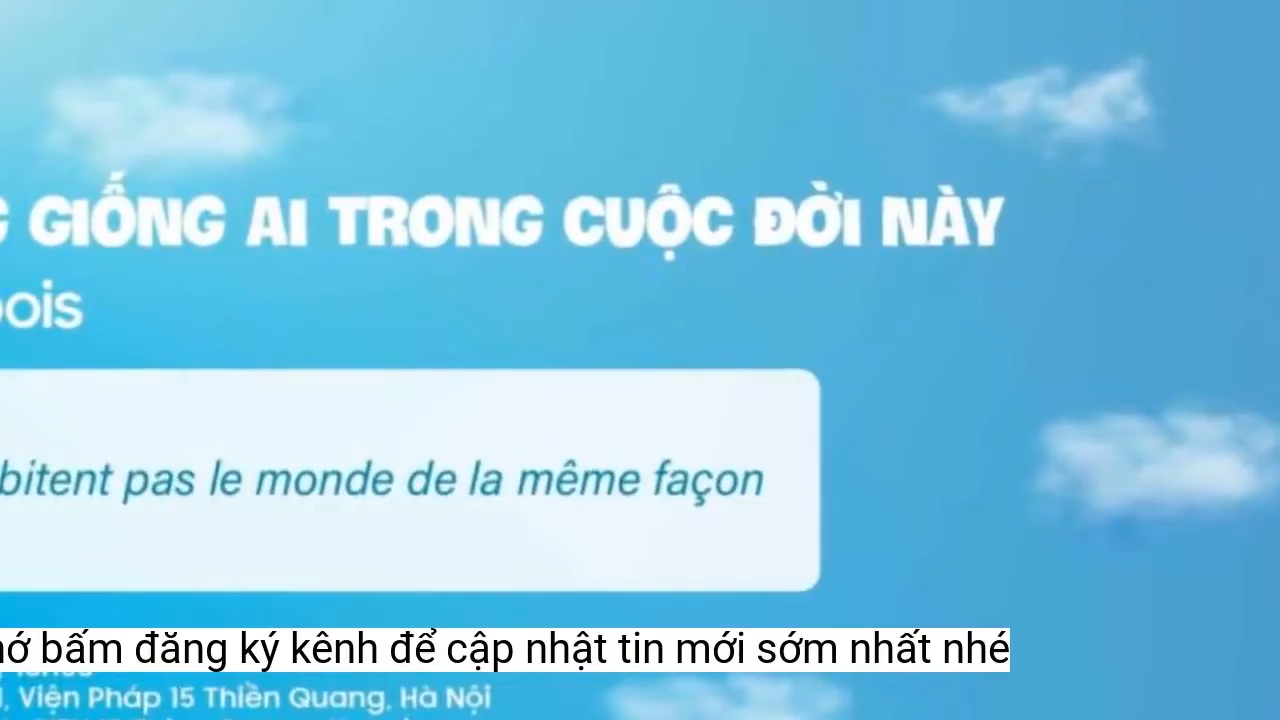 GIỐNG AI TRONG CUỘC ĐỜI NÀY
bitent pas le monde de la même façon
bấm đăng ký kênh để cập nhật tin mới sớm nhất nhé
Viện Pháp 15 Thiền Quang, Hà Nội